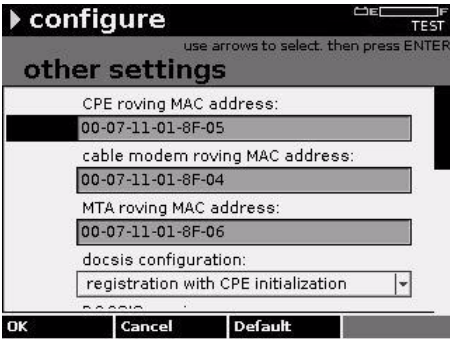 configure
E F
TEST
use arrows to select. then press ENTER
other settings
CPE roving MAC address:
00-07-11-01-8F-05
cable modem roving MAC address:
00-07-11-01-8F-04
MTA roving MAC address:
00-07-11-01-8F-06
docsis configuration:
registration with CPE initialization
OK Cancel Default